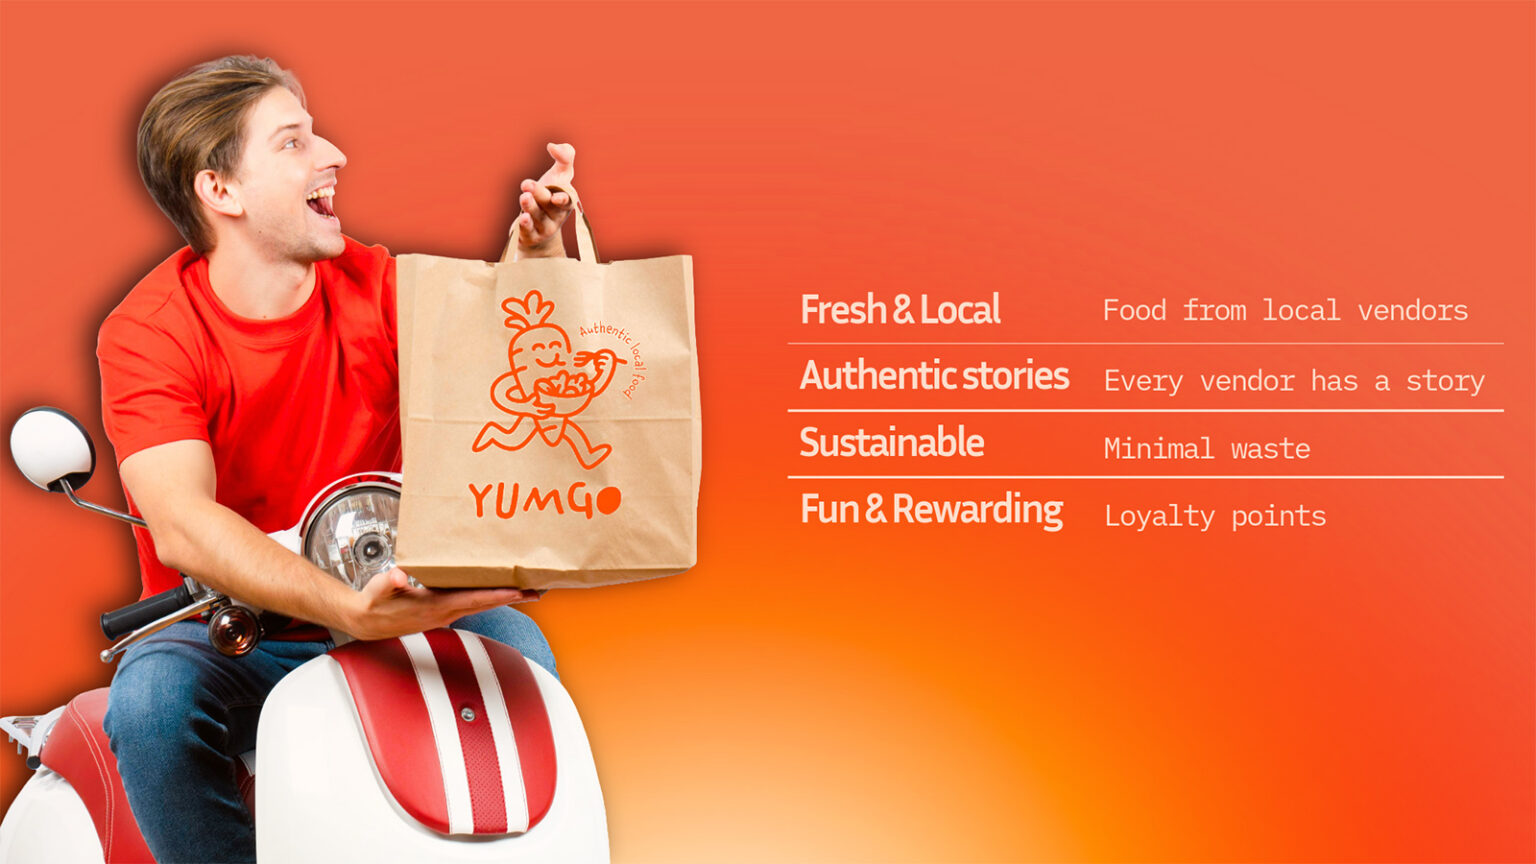 Authentic local food
YUMGO
Fresh & Local Food from local vendors
Authentic stories Every vendor has a story
Sustainable Minimal waste
Fun & Rewarding Loyalty points